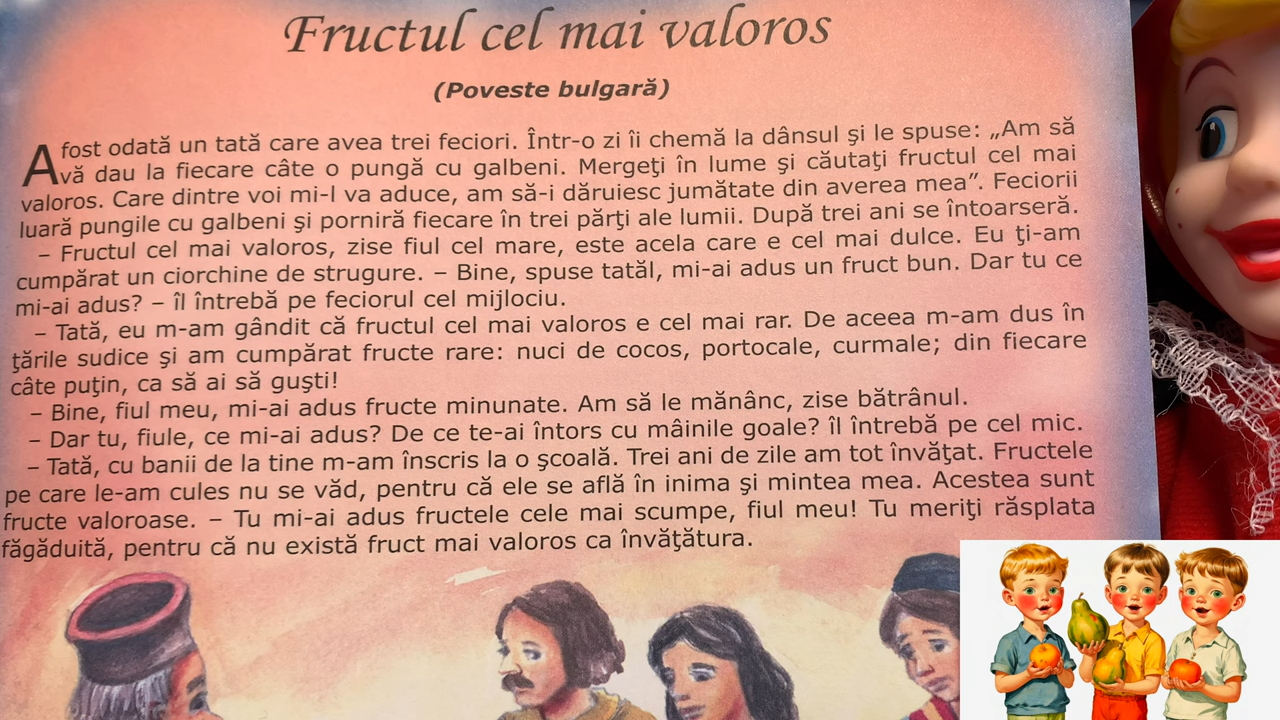 Fructul cel mai valoros
(Poveste bulgară)
A fost odată un tată care avea trei feciori. Într-o zi îi chemă la dânsul şi le spuse: „Am să
vă dau la fiecare câte o pungă cu galbeni. Mergeţi în lume şi căutaţi fructul cel mai
valoros. Care dintre voi mi-l va aduce, am să-i dăruiesc jumătate din averea mea”. Feciorii
luară pungile cu galbeni şi porniră fiecare în trei părţi ale lumii. După trei ani se întoarseră.
– Fructul cel mai valoros, zise fiul cel mare, este acela care e cel mai dulce. Eu ţi-am
cumpărat un ciorchine de strugure. – Bine, spuse tatăl, mi-ai adus un fruct bun. Dar tu ce
mi-ai adus? – îl întrebă pe feciorul cel mijlociu.
– Tată, eu m-am gândit că fructul cel mai valoros e cel mai rar. De aceea m-am dus în
ţările sudice şi am cumpărat fructe rare: nuci de cocos, portocale, curmale; din fiecare
câte puţin, ca să ai să guşti!
– Bine, fiul meu, mi-ai adus fructe minunate. Am să le mănânc, zise bătrânul.
– Dar tu, fiule, ce mi-ai adus? De ce te-ai întors cu mâinile goale? îl întrebă pe cel mic.
– Tată, cu banii de la tine m-am înscris la o şcoală. Trei ani de zile am tot învăţat. Fructele
pe care le-am cules nu se văd, pentru că ele se află în inima şi mintea mea. Acestea sunt
fructe valoroase. – Tu mi-ai adus fructele cele mai scumpe, fiul meu! Tu meriţi răsplata
făgăduită, pentru că nu există fruct mai valoros ca învăţătura.